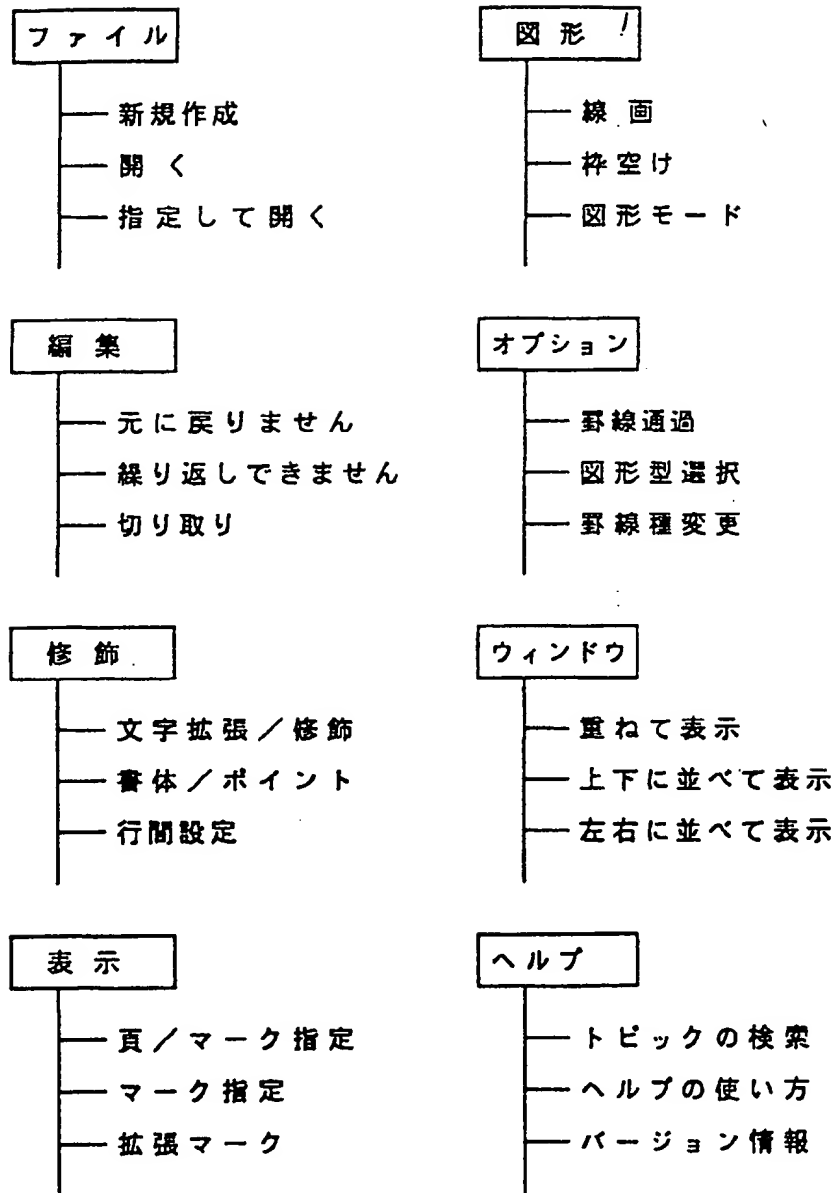 ファイル
新規作成
開く
指定して開く
編集
元に戻りません
繰り返しできません
切り取り
修飾
文字拡張／修飾
書体／ポイント
行間設定
表示
頁／マーク指定
マーク指定
拡張マーク
図形
線画
枠空け
図形モード
オプション
罫線通過
図形型選択
罫線種変更
ウィンドウ
重ねて表示
上下に並べて表示
左右に並べて表示
ヘルプ
トピックの検索
ヘルプの使い方
バージョン情報